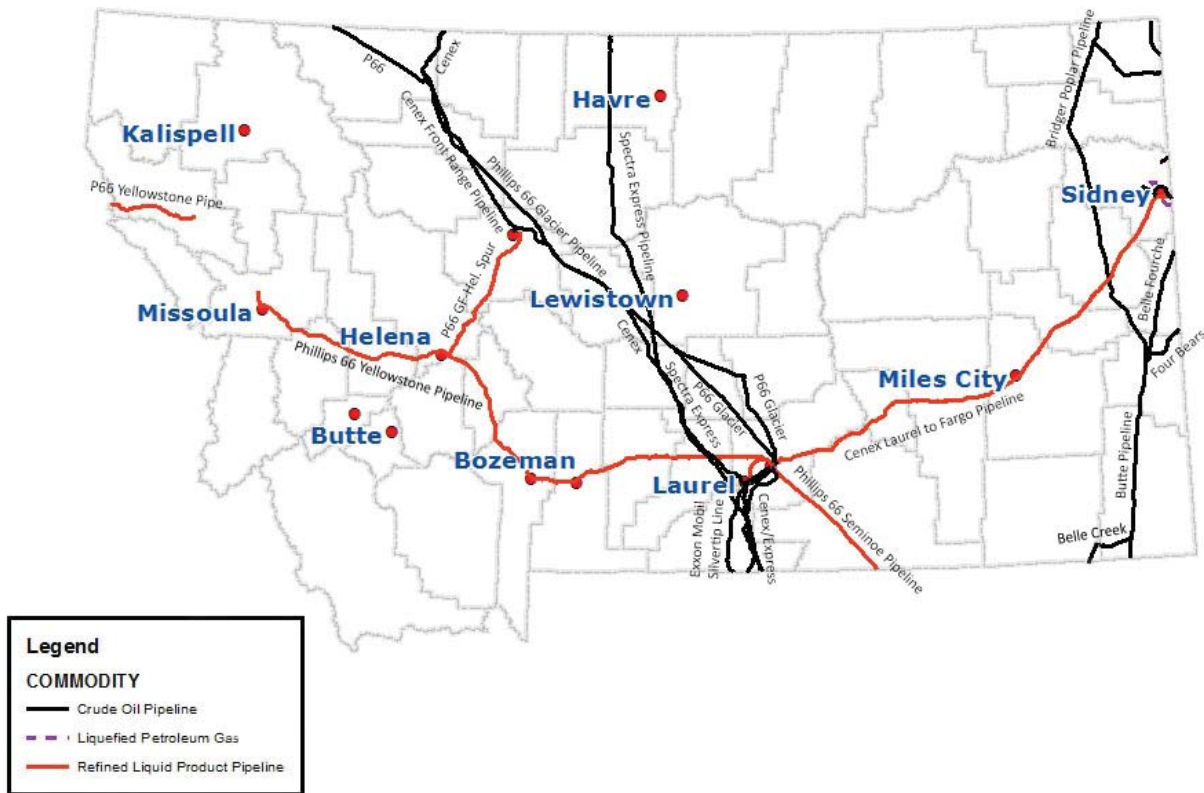 P66
Cenex
Bridger Poplar Pipeline
Havre
Kalispell
Cenex Front Range Pipeline
Phillips 66 Glacier Pipeline
Spectra Express Pipeline
P66 Yellowstone Pipe
Sidney
P66 GF-Hel. Spur
Belle Fourche
Missoula
Lewistown
Helena
Cenex
Four Bears
Phillips 66 Yellowstone Pipeline
Spectra Express
P66 Glacier
P66 Glacier
Miles City
Butte
Cenex Laurel to Fargo Pipeline
Bozeman
Butte Pipeline
Laurel
Phillips 66 Seminoe Pipeline
Exxon Mobil
Silvertip Line
Cenex/Express
Belle Creek
Legend
COMMODITY
Crude Oil Pipeline
Liquefied Petroleum Gas
Refined Liquid Product Pipeline